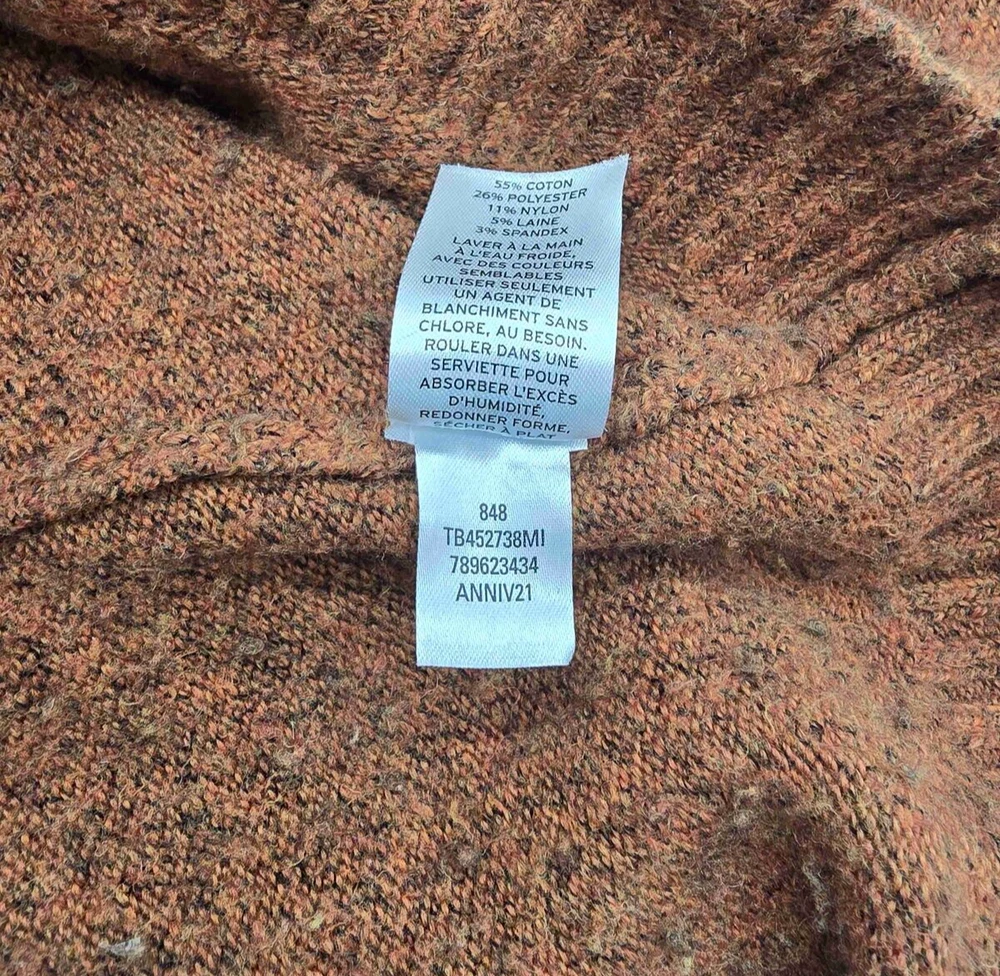 55% COTON
26% POLYESTER
11% NYLON
5% LAINE
3% SPANDEX
LAVER À LA MAIN
À L'EAU FROIDE,
AVEC DES COULEURS
SEMBLABLES
UTILISER SEULEMENT
UN AGENT DE
BLANCHIMENT SANS
CHLORE, AU BESOIN.
ROULER DANS UNE
SERVIETTE POUR
ABSORBER L'EXCÈS
D'HUMIDITÉ,
REDONNER FORME,
SÉCHER À PLAT
848
TB452738MI
789623434
ANNIV21